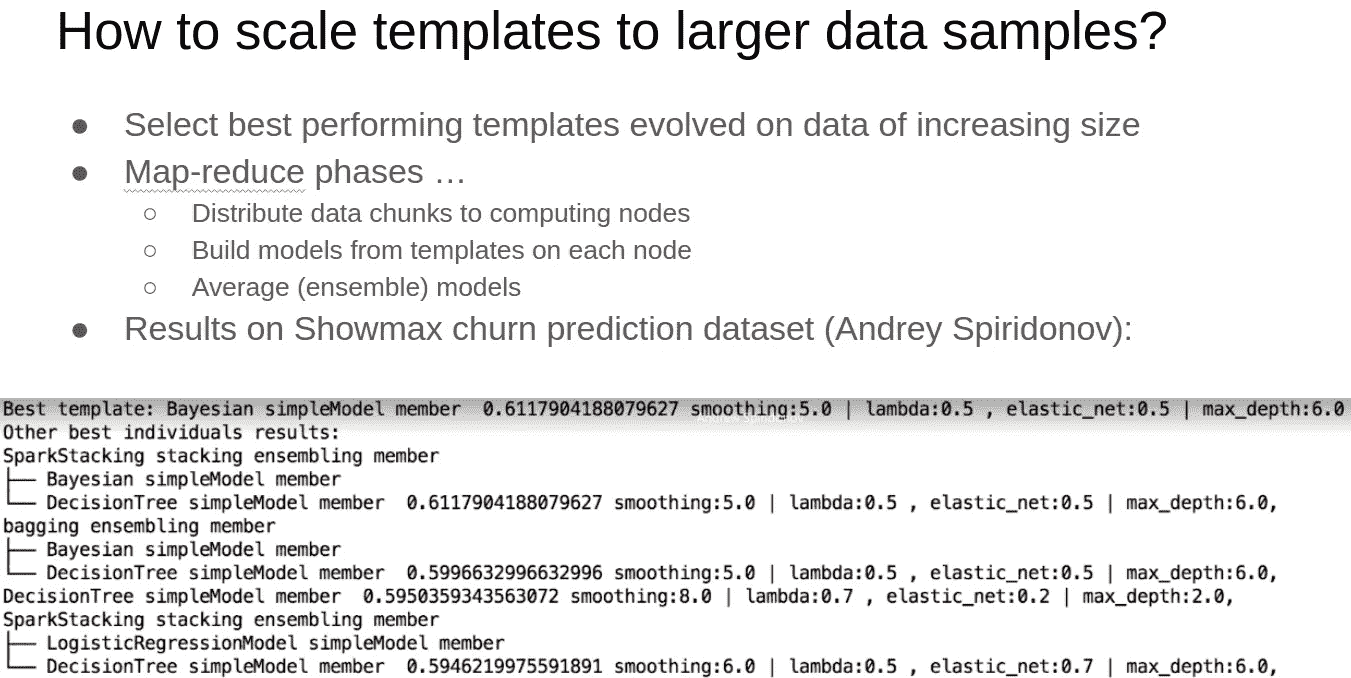 How to scale templates to larger data samples?
● Select best performing templates evolved on data of increasing size
● Map-reduce phases …
○ Distribute data chunks to computing nodes
○ Build models from templates on each node
○ Average (ensemble) models
● Results on Showmax churn prediction dataset (Andrey Spiridonov):
Best template: Bayesian simpleModel member  0.6117904188079627 smoothing:5.0 | lambda:0.5 , elastic_net:0.5 | max_depth:6.0
Other best individuals results:
SparkStacking stacking ensembling member
├── Bayesian simpleModel member
└── DecisionTree simpleModel member  0.6117904188079627 smoothing:5.0 | lambda:0.5 , elastic_net:0.5 | max_depth:6.0,
bagging ensembling member
├── Bayesian simpleModel member
└── DecisionTree simpleModel member  0.5996632996632996 smoothing:5.0 | lambda:0.5 , elastic_net:0.5 | max_depth:6.0,
DecisionTree simpleModel member  0.5950359343563072 smoothing:8.0 | lambda:0.7 , elastic_net:0.2 | max_depth:2.0,
SparkStacking stacking ensembling member
├── LogisticRegressionModel simpleModel member
└── DecisionTree simpleModel member  0.5946219975591891 smoothing:6.0 | lambda:0.5 , elastic_net:0.7 | max_depth:6.0,